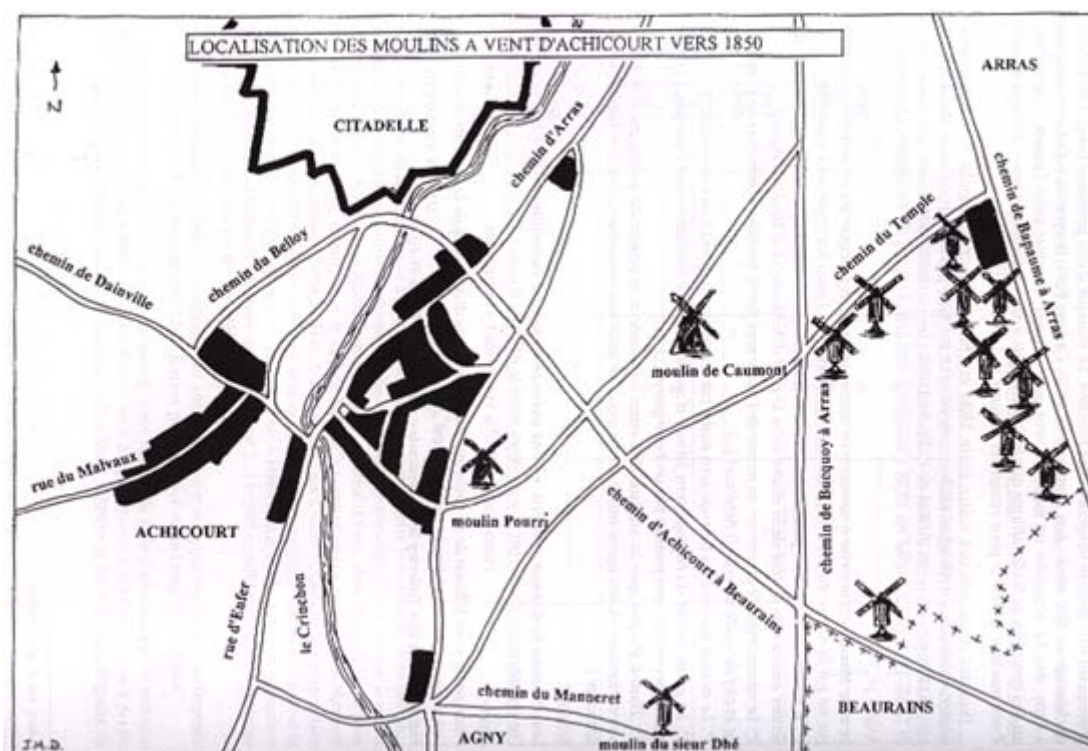 LOCALISATION DES MOULINS A VENT D'ACHICOURT VERS 1850
N
ARRAS
CITADELLE
chemin d'Arras
chemin de Bapaume à Arras
chemin du Temple
chemin du Belloy
chemin de Dainville
moulin de Caumont
rue du Malvaux
chemin de Bucquoy à Arras
moulin Pourri
ACHICOURT
chemin d'Achicourt à Beaurains
rue d'Enfer
le Crinchon
chemin du Manneret
BEAURAINS
moulin du sieur Dhé
AGNY
J.M.D.